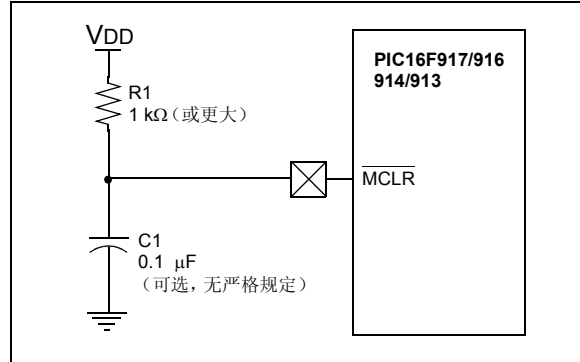 VDD
R1
1 kΩ（或更大）
PIC16F917/916
914/913
MCLR
C1
0.1 μF
（可选，无严格规定）